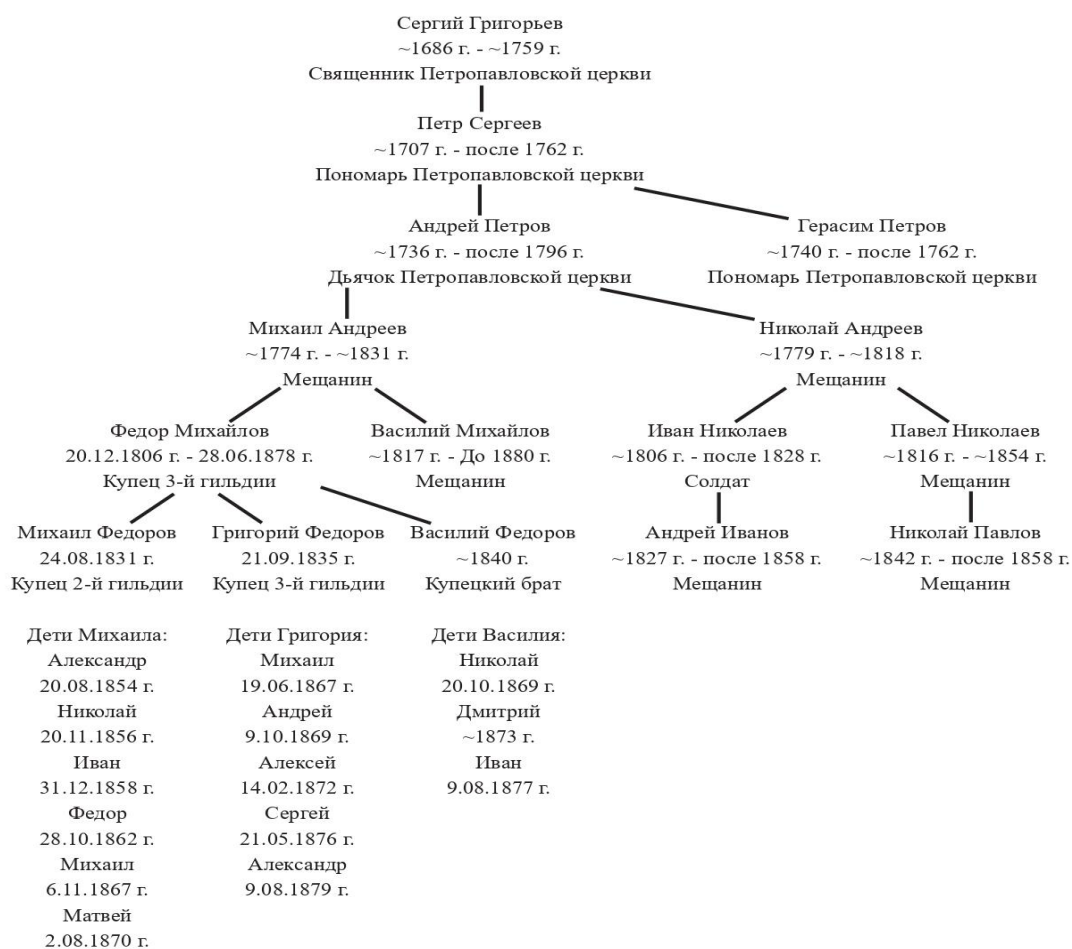 Сергий Григорьев
~1686 г. - ~1759 г.
Священник Петропавловской церкви
Петр Сергеев
~1707 г. - после 1762 г.
Пономарь Петропавловской церкви
Андрей Петров
~1736 г. - после 1796 г.
Дьячок Петропавловской церкви
Герасим Петров
~1740 г. - после 1762 г.
Пономарь Петропавловской церкви
Михаил Андреев
~1774 г. - ~1831 г.
Мещанин
Николай Андреев
~1779 г. - ~1818 г.
Мещанин
Федор Михайлов
20.12.1806 г. - 28.06.1878 г.
Купец 3-й гильдии
Василий Михайлов
~1817 г. - До 1880 г.
Мещанин
Иван Николаев
~1806 г. - после 1828 г.
Солдат
Павел Николаев
~1816 г. - ~1854 г.
Мещанин
Михаил Федоров
24.08.1831 г.
Купец 2-й гильдии
Григорий Федоров
21.09.1835 г.
Купец 3-й гильдии
Василий Федоров
~1840 г.
Купецкий брат
Андрей Иванов
~1827 г. - после 1858 г.
Мещанин
Николай Павлов
~1842 г. - после 1858 г.
Мещанин
Дети Михаила:
Александр
20.08.1854 г.
Николай
20.11.1856 г.
Иван
31.12.1858 г.
Федор
28.10.1862 г.
Михаил
6.11.1867 г.
Матвей
2.08.1870 г.
Дети Григория:
Михаил
19.06.1867 г.
Андрей
9.10.1869 г.
Алексей
14.02.1872 г.
Сергей
21.05.1876 г.
Александр
9.08.1879 г.
Дети Василия:
Николай
20.10.1869 г.
Дмитрий
~1873 г.
Иван
9.08.1877 г.